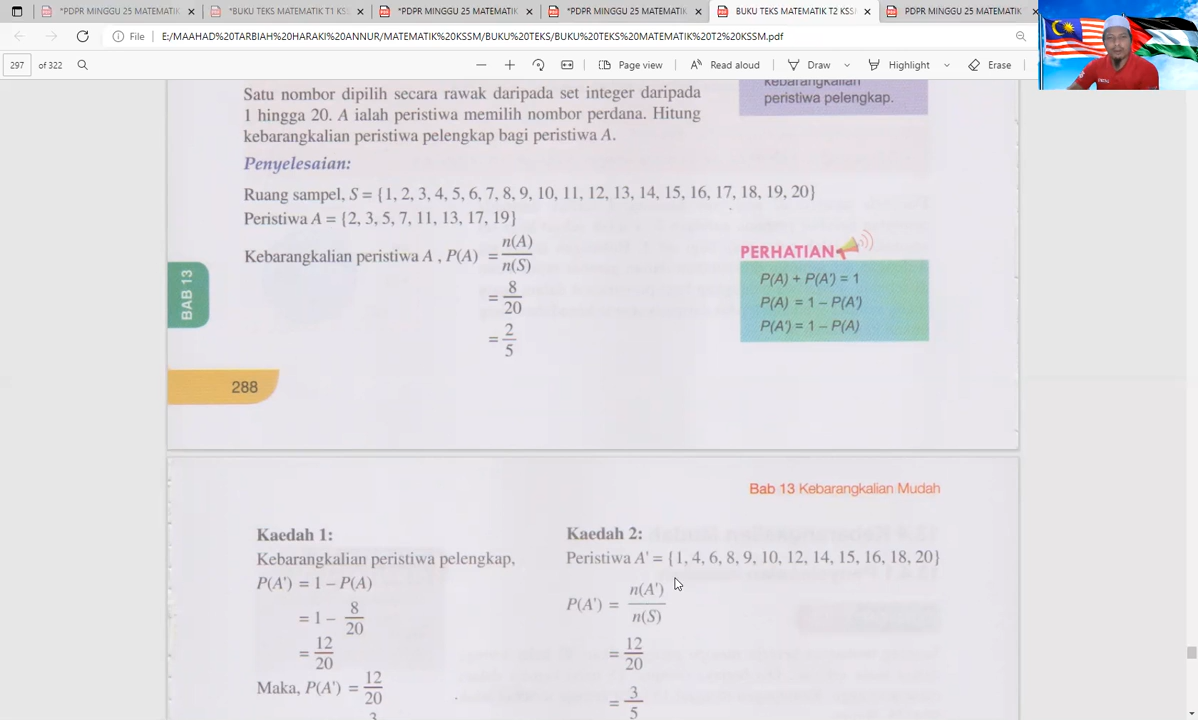 *PDPR MINGGU 25 MATEMATIK
*BUKU TEKS MATEMATIK T1 KSS
*PDPR MINGGU 25 MATEMATIK
*PDPR MINGGU 25 MATEMATIK
BUKU TEKS MATEMATIK T2 KSSM
PDPR MINGGU 25 MATEMATIK
File
E:/MAAHAD%20TARBIAH%20HARAKI%20AN
EMATIK%20KSSM/BUKU%20TEKS/BUKU%20TEKS%20MATEMATIK%20T2%20KSSM.pdf
297 of 322
Page view
Read aloud
Draw
Highlight
Erase
Satu nombor dipilih secara rawak daripada set integer daripada
1 hingga 20. A ialah peristiwa memilih nombor perdana. Hitung
kebarangkalian peristiwa pelengkap bagi peristiwa A.
kebarangkalian
peristiwa pelengkap.
Penyelesaian:
Ruang sampel, S = {1, 2, 3, 4, 5, 6, 7, 8, 9, 10, 11, 12, 13, 14, 15, 16, 17, 18, 19, 20}
Peristiwa A = {2, 3, 5, 7, 11, 13, 17, 19}
Kebarangkalian peristiwa A , P(A) = n(A)/n(S)
= 8/20
= 2/5
PERHATIAN
P(A) + P(A') = 1
P(A) = 1 – P(A')
P(A') = 1 – P(A)
BAB 13
288
Bab 13 Kebarangkalian Mudah
Kaedah 1:
Kebarangkalian peristiwa pelengkap,
P(A') = 1 – P(A)
= 1 – 8/20
= 12/20
Maka, P(A') = 12/20
3
Kaedah 2:
Peristiwa A' = {1, 4, 6, 8, 9, 10, 12, 14, 15, 16, 18, 20}
P(A') = n(A')/n(S)
= 12/20
= 3/5